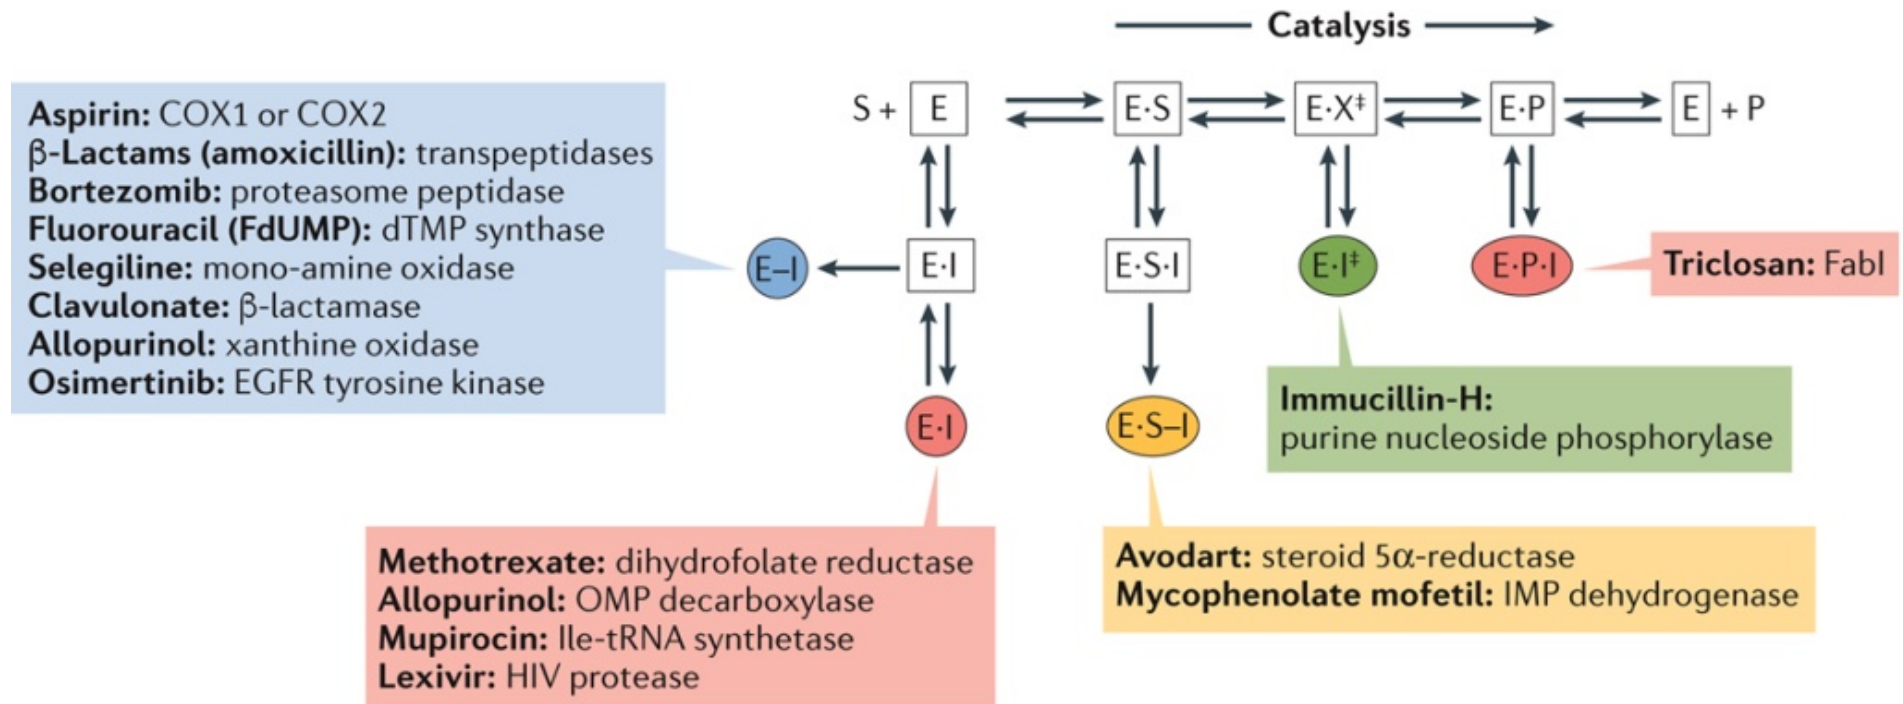 Catalysis
Aspirin: COX1 or COX2
β-Lactams (amoxicillin): transpeptidases
Bortezomib: proteasome peptidase
Fluorouracil (FdUMP): dTMP synthase
Selegiline: mono-amine oxidase
Clavulonate: β-lactamase
Allopurinol: xanthine oxidase
Osimertinib: EGFR tyrosine kinase
S + E E·S E·X‡ E·P E + P
E–I E·I E·S·I E·I‡ E·P·I
Triclosan: FabI
E·I E·S–I
Immucillin-H:
purine nucleoside phosphorylase
Methotrexate: dihydrofolate reductase
Allopurinol: OMP decarboxylase
Mupirocin: Ile-tRNA synthetase
Lexivir: HIV protease
Avodart: steroid 5α-reductase
Mycophenolate mofetil: IMP dehydrogenase